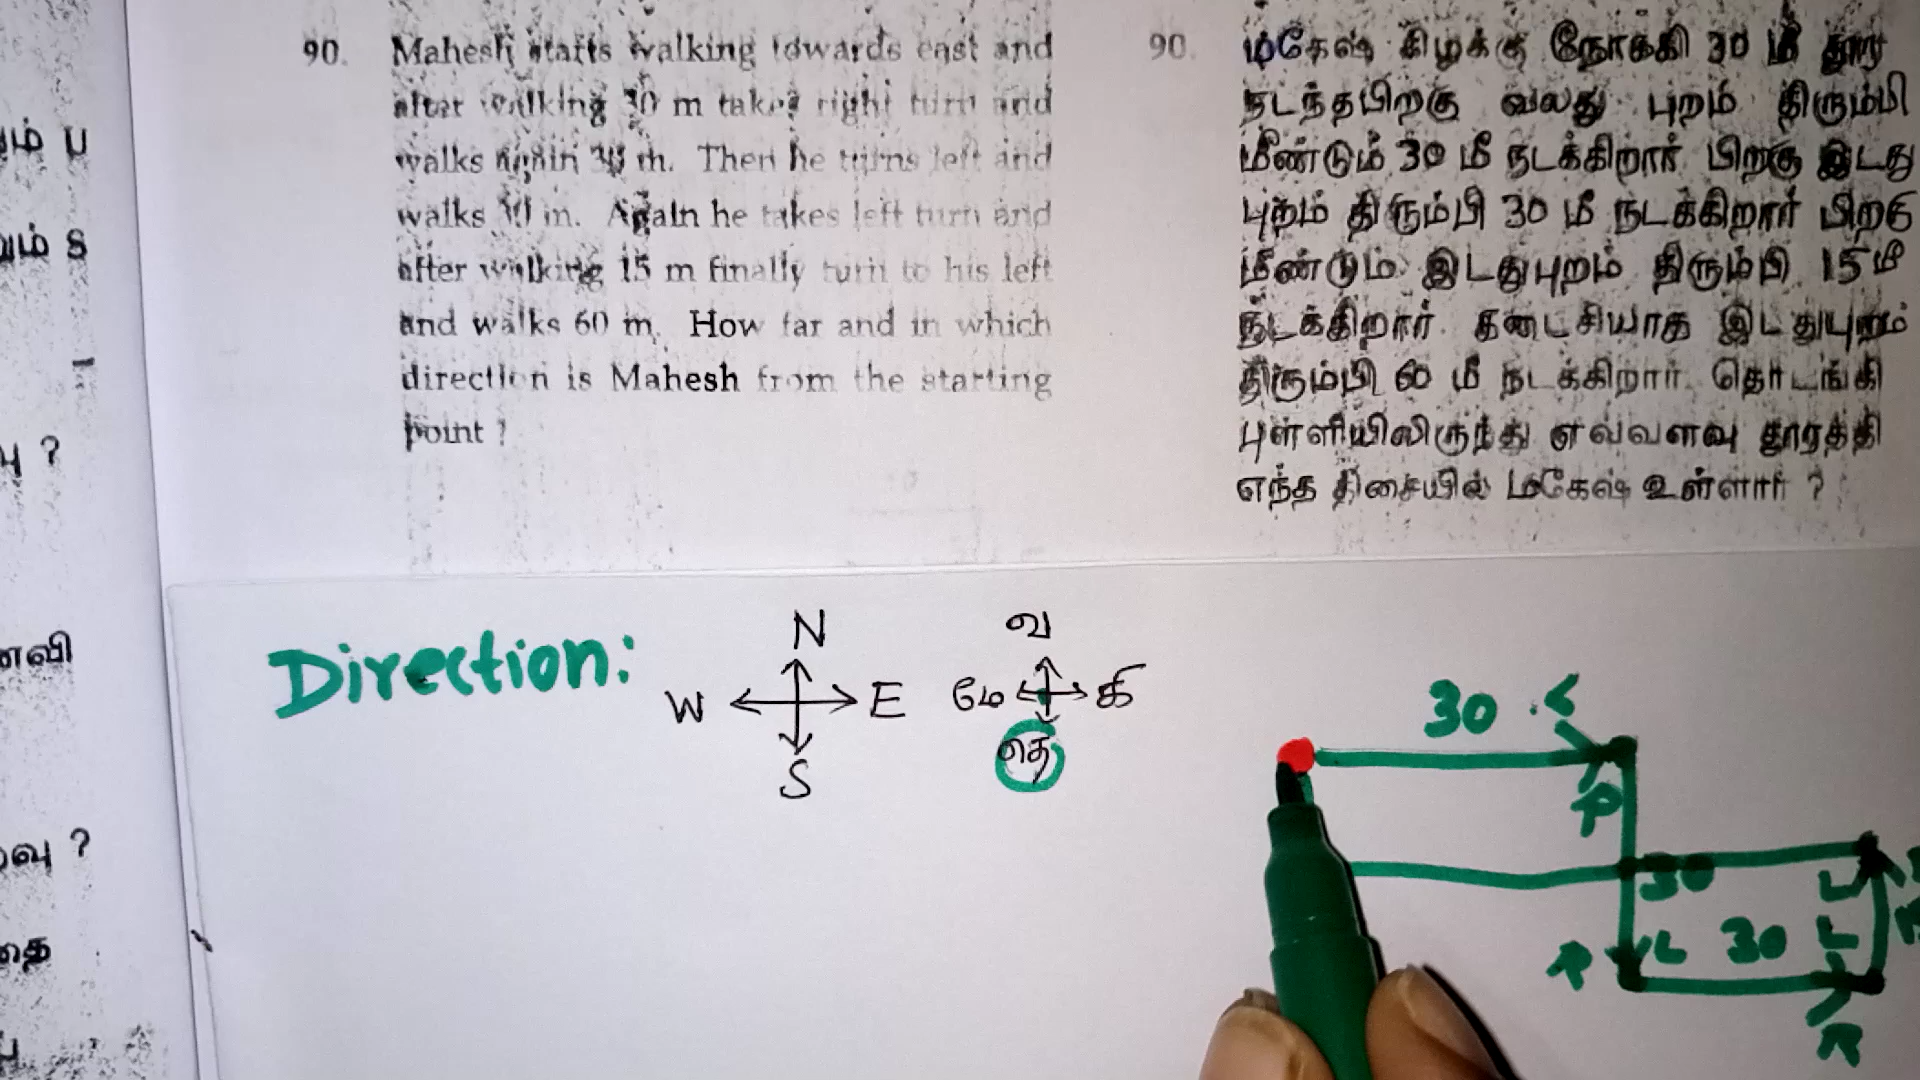 90. Mahesh starts walking towards east and
after walking 30 m takes right turn and
walks again 30 m. Then he turns left and
walks 30 m. Again he takes left turn and
after walking 15 m finally turn to his left
and walks 60 m. How far and in which
direction is Mahesh from the starting
point ?
90. மகேஷ் கிழக்கு நோக்கி 30 மீ தூர
நடந்தபிறகு வலது புறம் திரும்பி
மீண்டும் 30 மீ நடக்கிறார் பிறகு இடது
புறம் திரும்பி 30 மீ நடக்கிறார் பிறகு
மீண்டும் இடதுபுறம் திரும்பி 15 மீ
நடக்கிறார். கடைசியாக இடதுபுறம்
திரும்பி 60 மீ நடக்கிறார். தொடங்கி
புள்ளியிலிருந்து எவ்வளவு தூரத்தி
எந்த திசையில் மகேஷ் உள்ளார் ?
ம் ப
ும் S
பு ?
னவி
வு ?
தை
Direction:
N
W E
S
வ
மே கி
தெ
30 L
R
30 L
R L 30 L
R